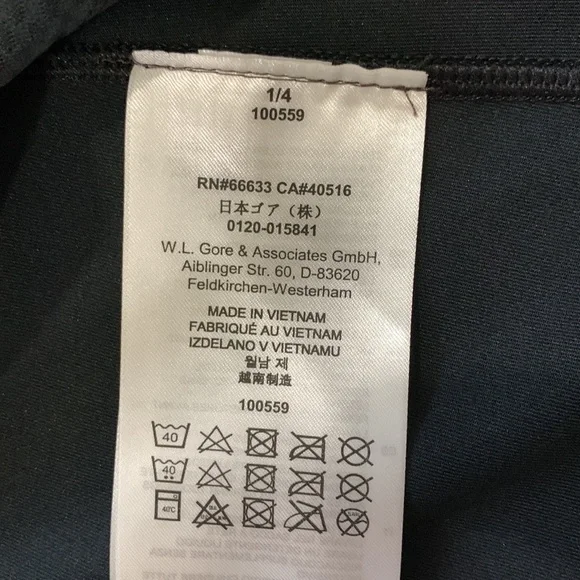 1/4
100559
RN#66633 CA#40516
日本ゴア（株）
0120-015841
W.L. Gore & Associates GmbH,
Aiblinger Str. 60, D-83620
Feldkirchen-Westerham
MADE IN VIETNAM
FABRIQUÉ AU VIETNAM
IZDELANO V VIETNAMU
월남 제
越南制造
100559
40
40
40℃